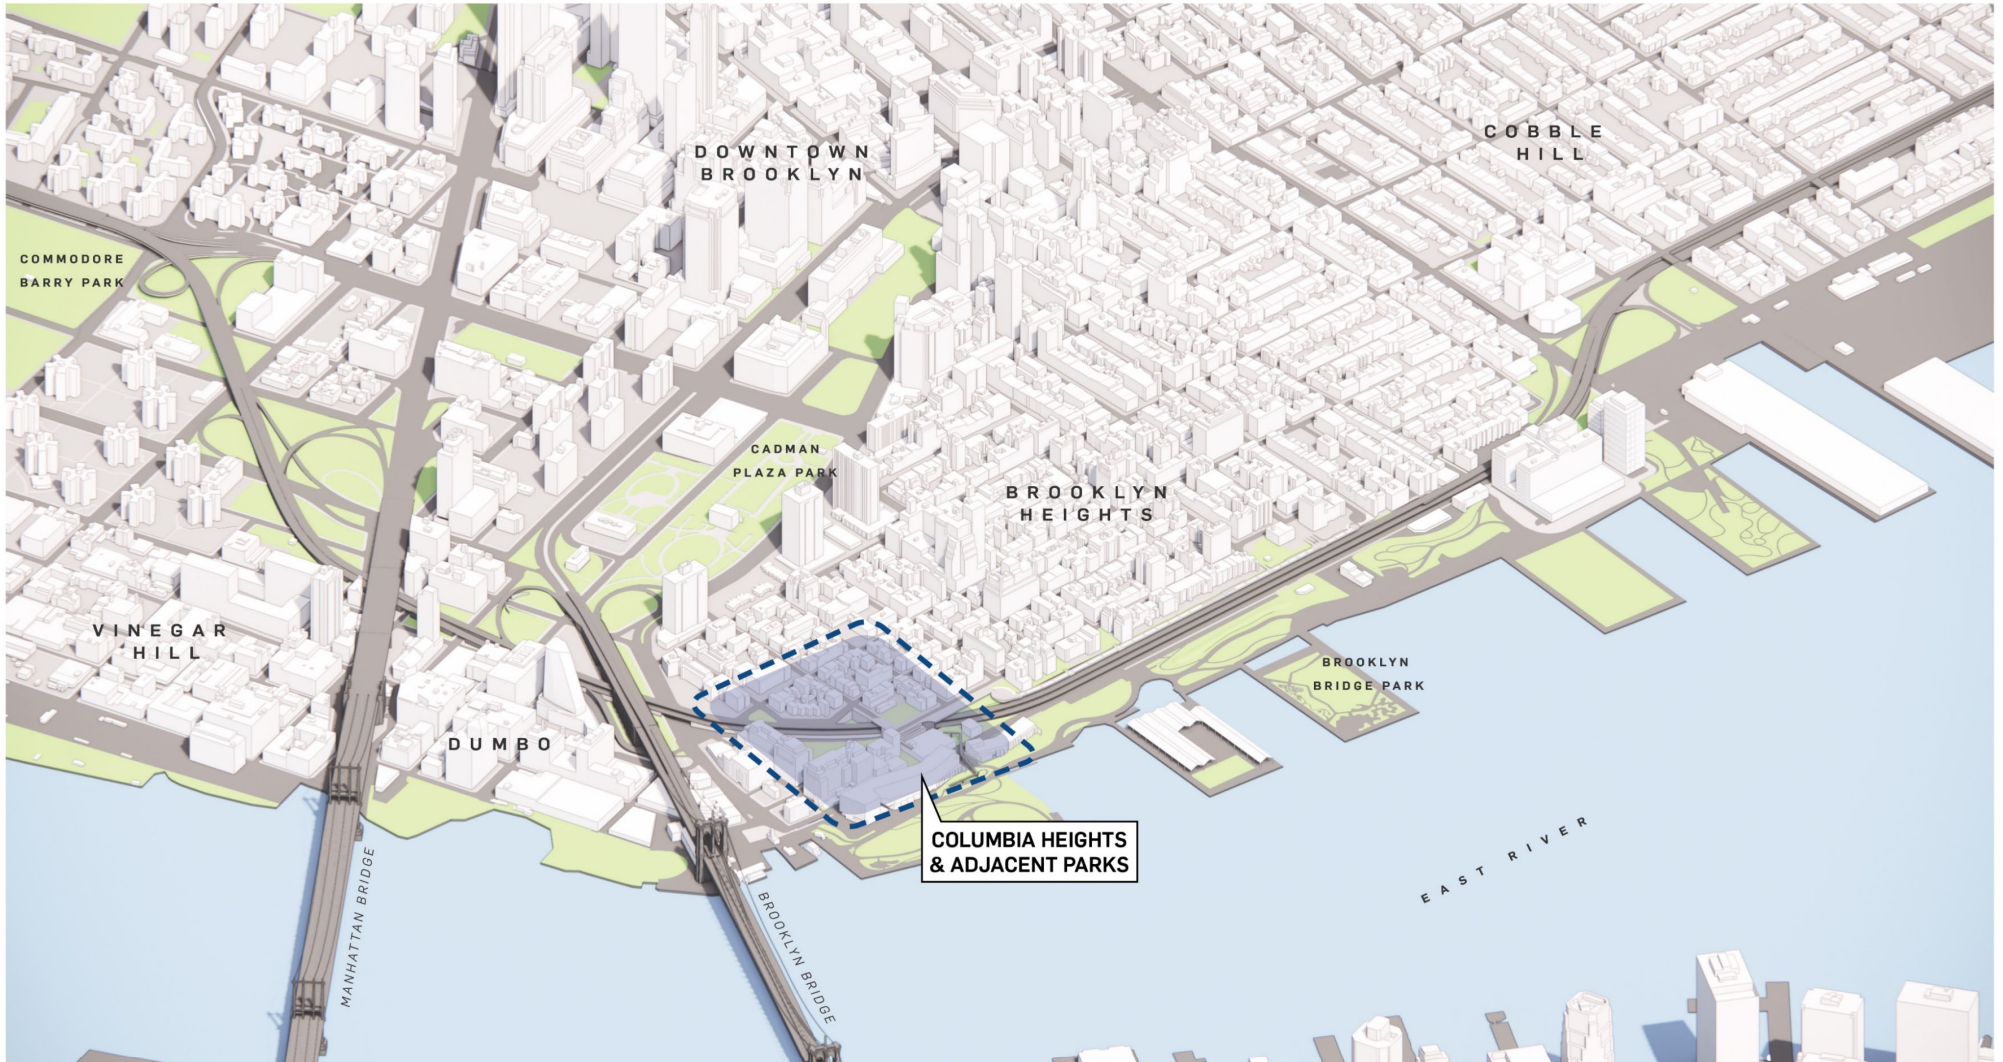 DOWNTOWN
BROOKLYN
COBBLE
HILL
COMMODORE
BARRY PARK
CADMAN
PLAZA PARK
BROOKLYN
HEIGHTS
VINEGAR
HILL
BROOKLYN
BRIDGE PARK
DUMBO
COLUMBIA HEIGHTS
& ADJACENT PARKS
EAST RIVER
MANHATTAN BRIDGE
BROOKLYN BRIDGE